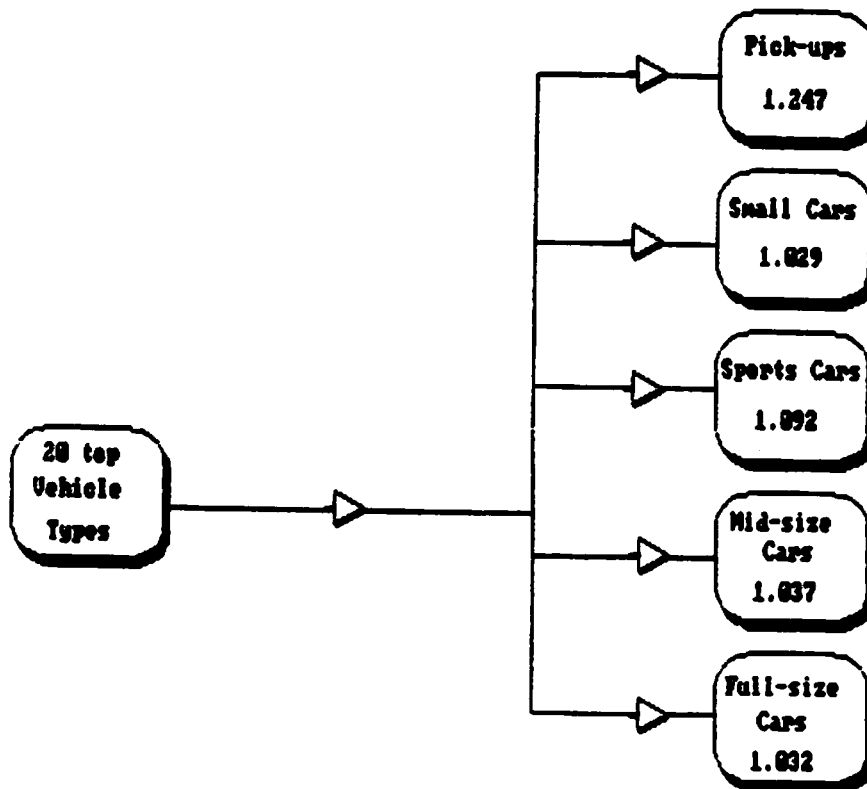 Pick-ups
1.247
Small Cars
1.029
Sports Cars
1.092
20 top
Vehicle
Types
Mid-size
Cars
1.037
Full-size
Cars
1.032